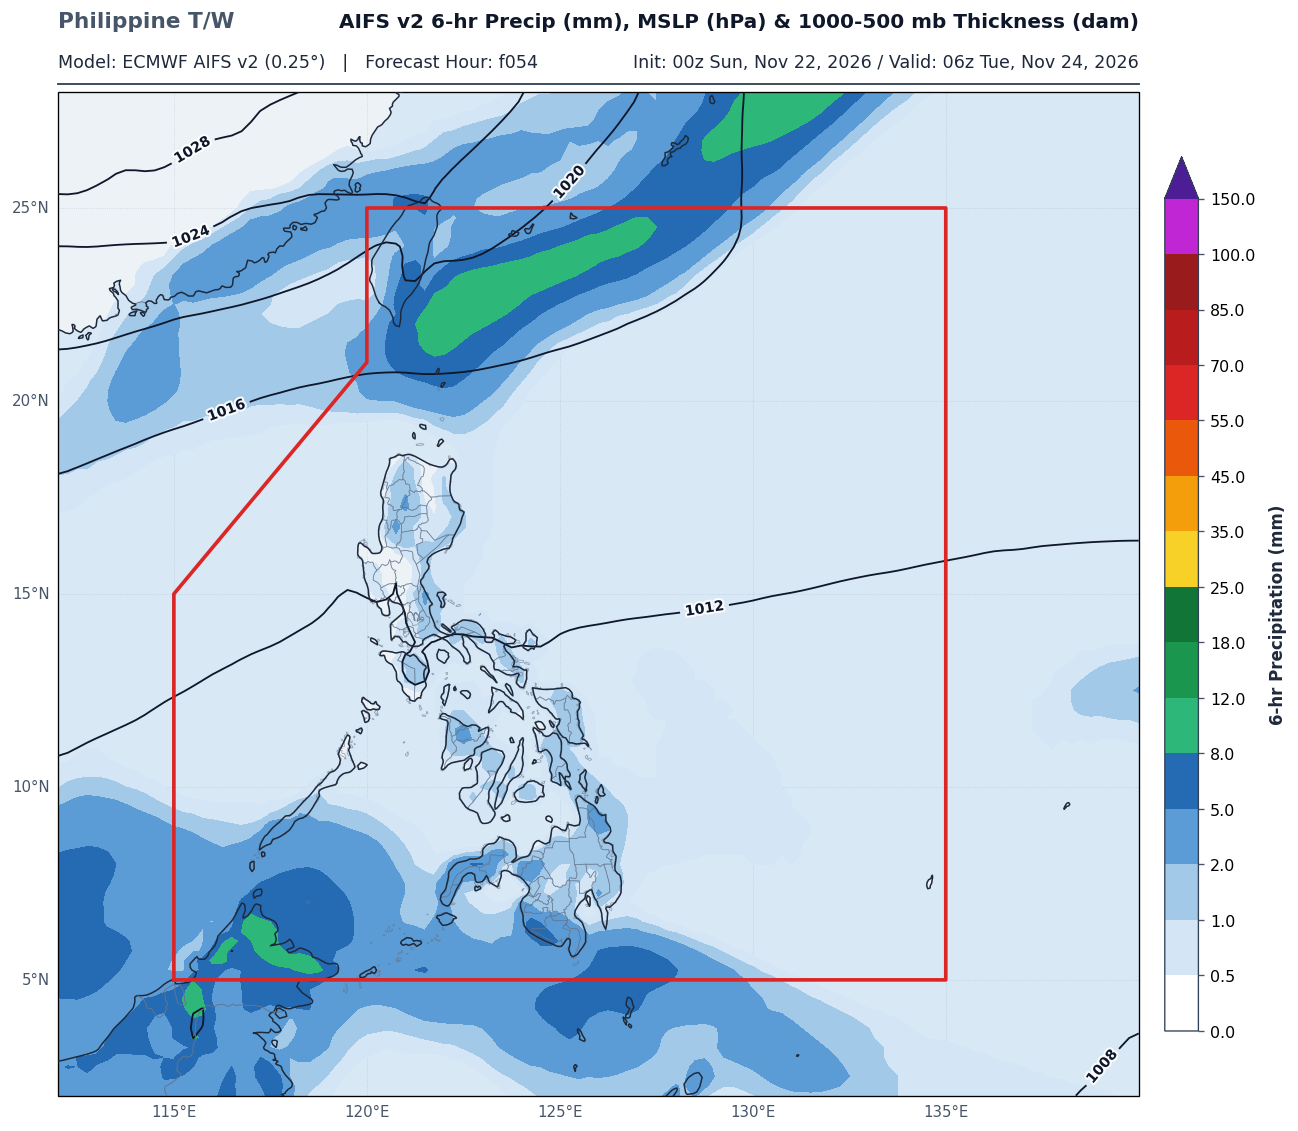 Philippine T/W
AIFS v2 6-hr Precip (mm), MSLP (hPa) & 1000-500 mb Thickness (dam)
Model: ECMWF AIFS v2 (0.25°) | Forecast Hour: f054
Init: 00z Sun, Nov 22, 2026 / Valid: 06z Tue, Nov 24, 2026
1028
1024
1020
1016
1012
1008
25°N
20°N
15°N
10°N
5°N
115°E
120°E
125°E
130°E
135°E
150.0
100.0
85.0
70.0
55.0
45.0
35.0
25.0
18.0
12.0
8.0
5.0
2.0
1.0
0.5
0.0
6-hr Precipitation (mm)